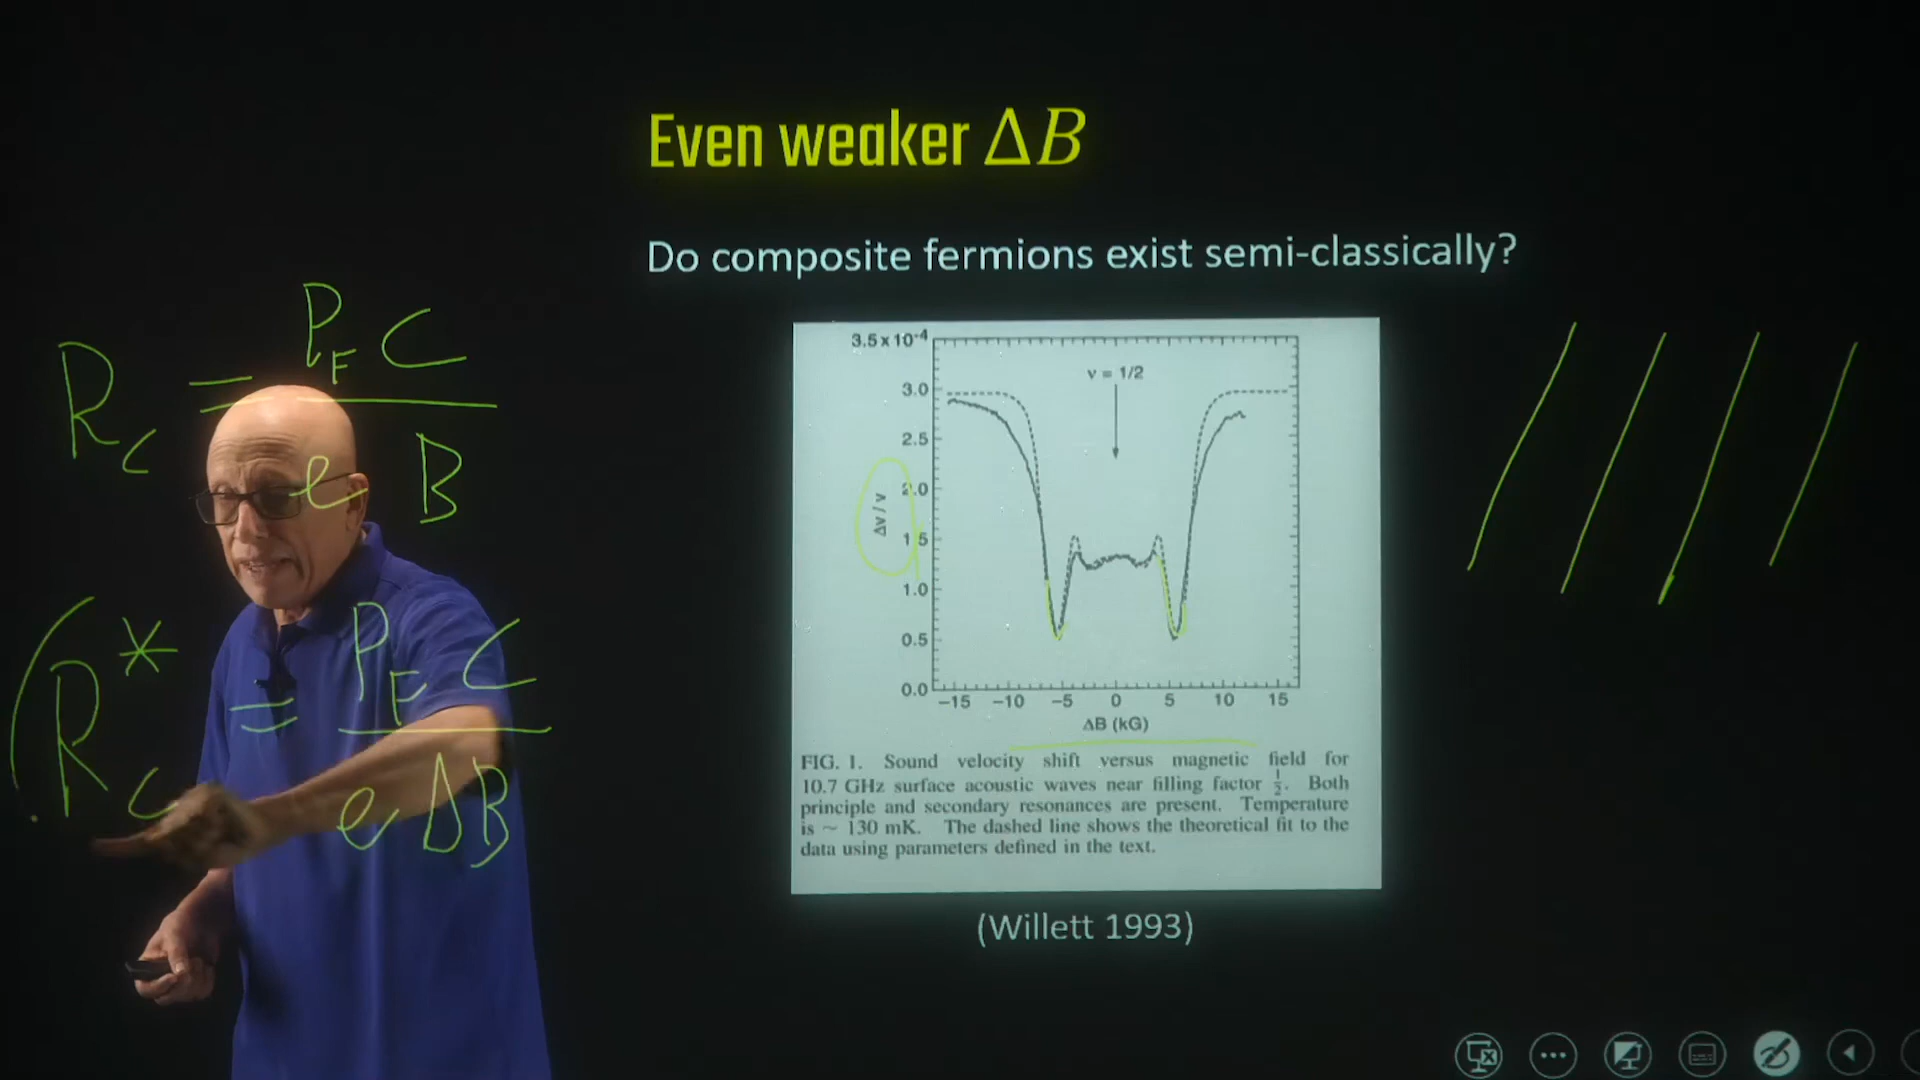 Even weaker ΔB
Do composite fermions exist semi-classically?
R_C = P_F C
e B
R*_C = P_F C
e ΔB
3.5 x 10⁻⁴
3.0
2.5
2.0
1.5
1.0
0.5
0.0
Δv / v
ν = 1/2
−15 −10 −5 0 5 10 15
ΔB (kG)
FIG. 1. Sound velocity shift versus magnetic field for
10.7 GHz surface acoustic waves near filling factor ½. Both
principle and secondary resonances are present. Temperature
is ~ 130 mK. The dashed line shows the theoretical fit to the
data using parameters defined in the text.
(Willett 1993)